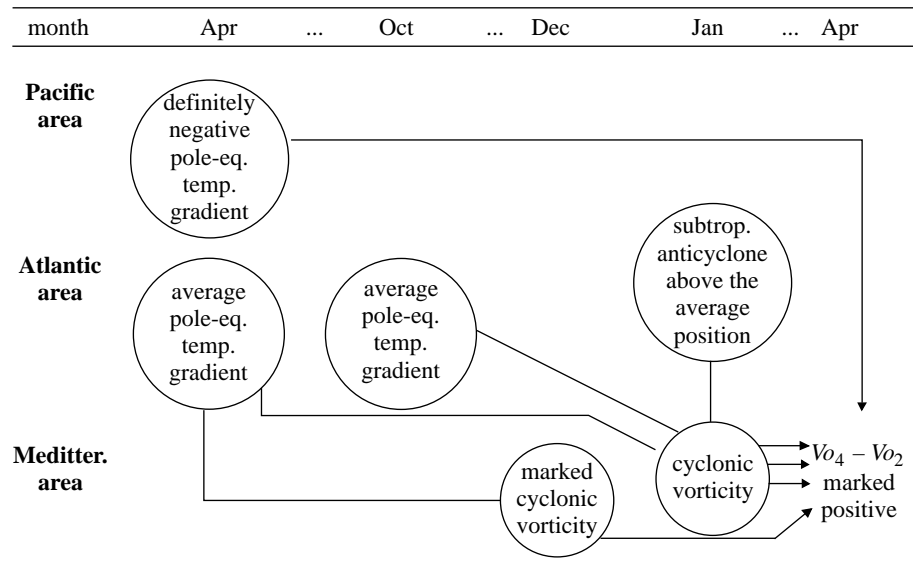 month Apr ... Oct ... Dec Jan ... Apr
Pacific
area
definitely
negative
pole-eq.
temp.
gradient
subtrop.
anticyclone
above the
average
position
Atlantic
area
average
pole-eq.
temp.
gradient
average
pole-eq.
temp.
gradient
Meditter.
area
marked
cyclonic
vorticity
cyclonic
vorticity
Vo₄ − Vo₂
marked
positive